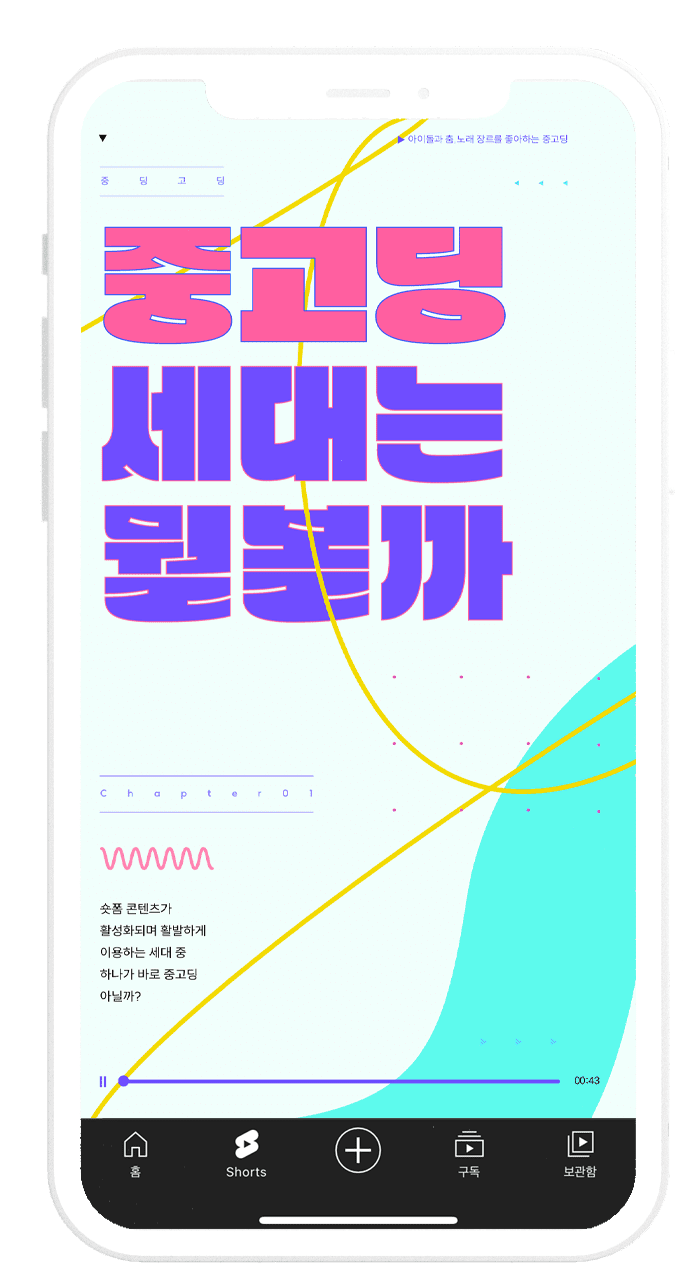 ▶ 아이돌과 춤 노래 장르를 좋아하는 중고딩
중 딩 고 딩
중고딩
세대는
뭘볼까
Chapter01
숏폼 콘텐츠가
활성화되며 활발하게
이용하는 세대 중
하나가 바로 중고딩
아닐까?
00:43
홈 Shorts 구독 보관함